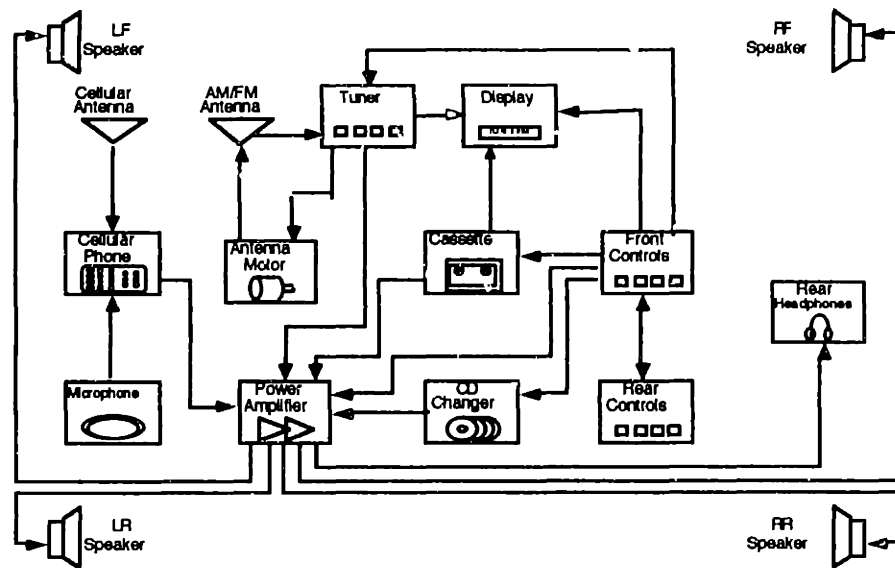 LF
Speaker
RF
Speaker
Cellular
Antenna
AM/FM
Antenna
Tuner
Display
Cellular
Phone
Antenna
Motor
Cassette
Front
Controls
Rear
Headphones
Microphone
Power
Amplifier
CD
Changer
Rear
Controls
LR
Speaker
RR
Speaker